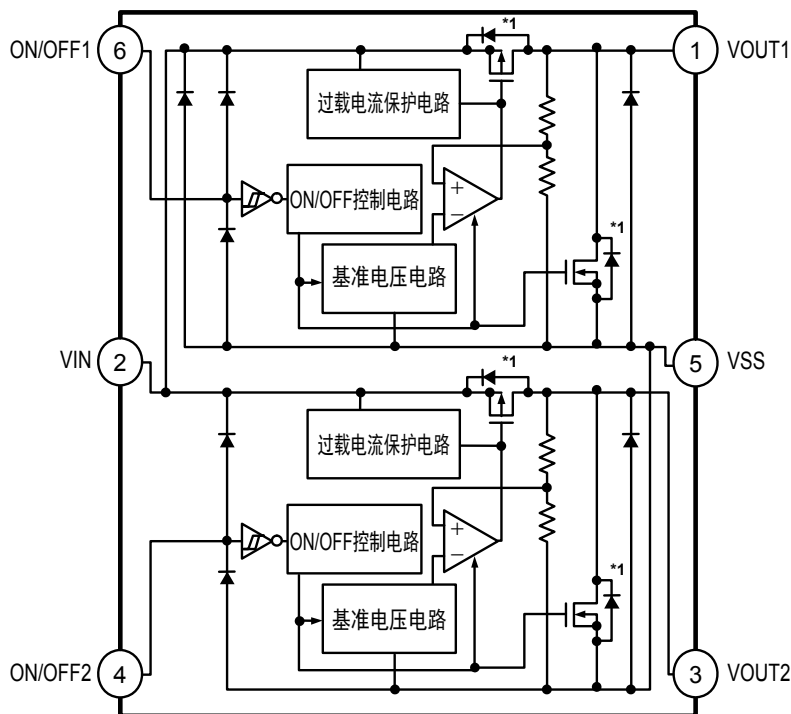 ON/OFF1 6
*1
1 VOUT1
过载电流保护电路
ON/OFF控制电路
+
−
*1
基准电压电路
VIN 2
*1
5 VSS
过载电流保护电路
ON/OFF控制电路
+
−
*1
基准电压电路
ON/OFF2 4
3 VOUT2